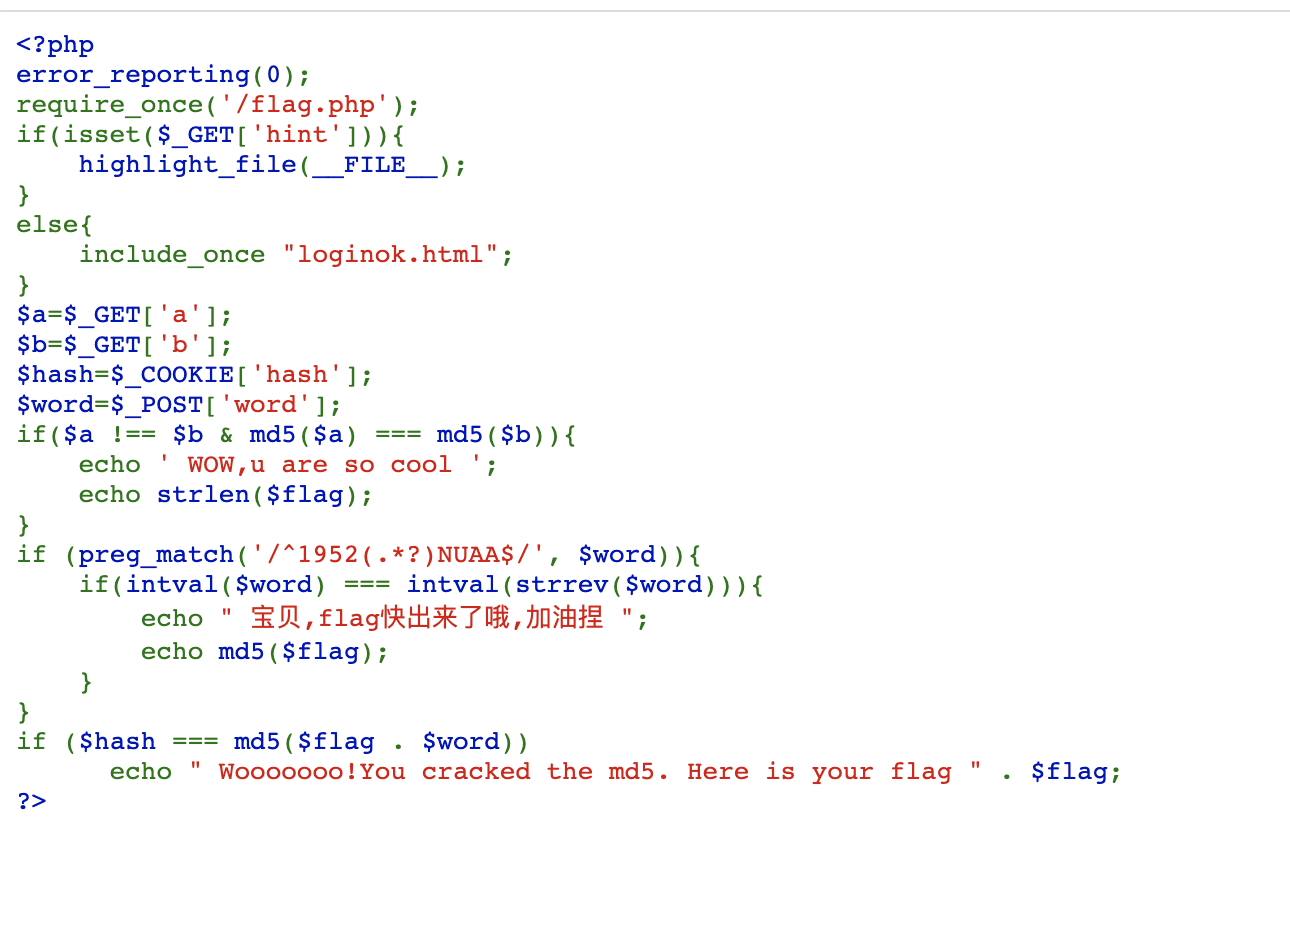 <?php
error_reporting(0);
require_once('/flag.php');
if(isset($_GET['hint'])){
    highlight_file(__FILE__);
}
else{
    include_once "loginok.html";
}
$a=$_GET['a'];
$b=$_GET['b'];
$hash=$_COOKIE['hash'];
$word=$_POST['word'];
if($a !== $b & md5($a) === md5($b)){
    echo ' WOW,u are so cool ';
    echo strlen($flag);
}
if (preg_match('/^1952(.*?)NUAA$/', $word)){
    if(intval($word) === intval(strrev($word))){
        echo " 宝贝,flag快出来了哦,加油捏 ";
        echo md5($flag);
    }
}
if ($hash === md5($flag . $word))
      echo " Wooooooo!You cracked the md5. Here is your flag " . $flag;
?>